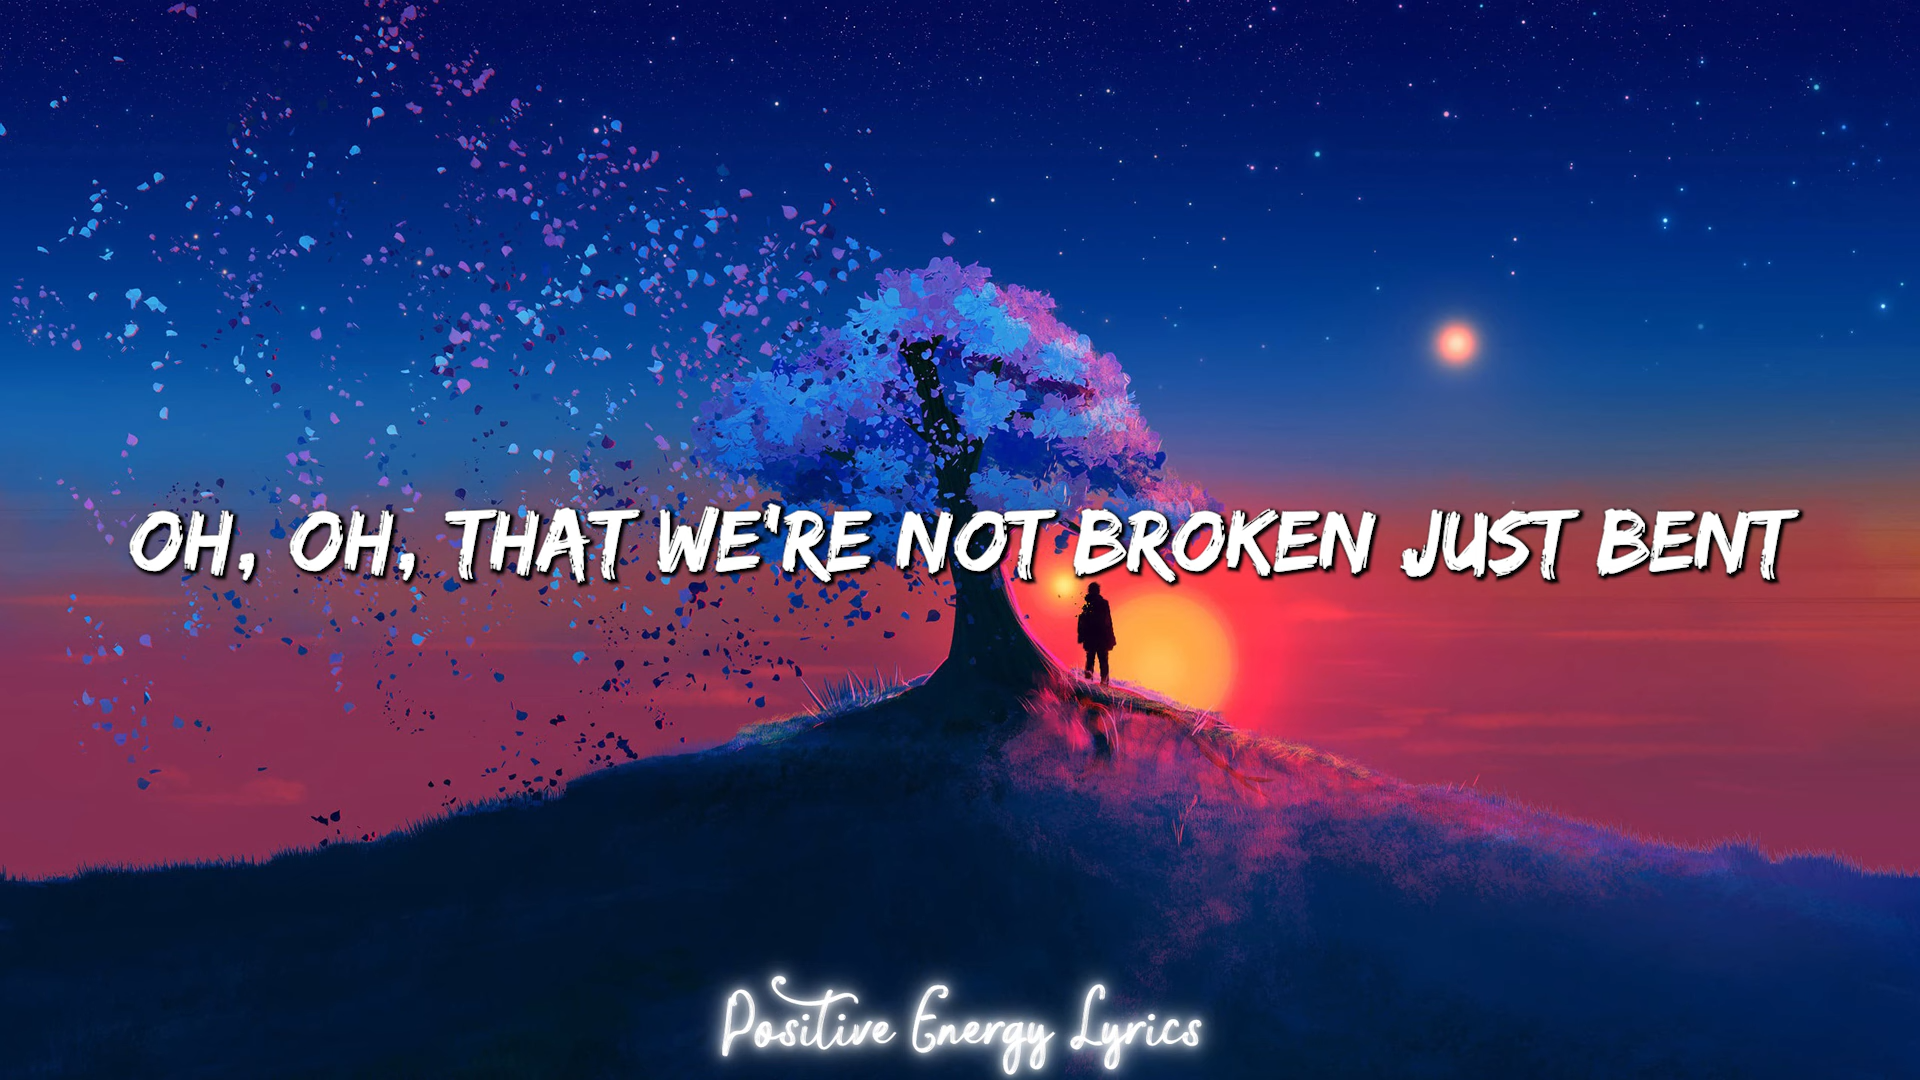 OH, OH, THAT WE'RE NOT BROKEN JUST BENT
Positive Energy Lyrics